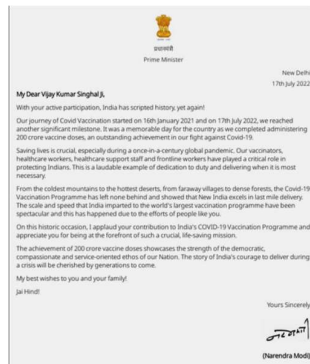 प्रधान मंत्री
Prime Minister
New Delhi
17th July 2022
My Dear Vijay Kumar Singhal Ji,
With your active participation, India has scripted history, yet again!
Our journey of Covid Vaccination started on 16th January 2021 and on 17th July 2022, we reached
another significant milestone. It was a memorable day for the country as we completed administering
200 crore vaccine doses, an outstanding achievement in our fight against Covid-19.
Saving lives is crucial, especially during a once-in-a-century global pandemic. Our vaccinators,
healthcare workers, healthcare support staff and frontline workers have played a critical role in
protecting Indians. This is a laudable example of dedication to duty and delivering when it is most
necessary.
From the coldest mountains to the hottest deserts, from faraway villages to dense forests, the Covid-19
Vaccination Programme has left none behind and showed that New India excels in last mile delivery.
The scale and speed that India imparted to the world's largest vaccination programme have been
spectacular and this has happened due to the efforts of people like you.
On this historic occasion, I applaud your contribution to India's COVID-19 Vaccination Programme and
appreciate you for being at the forefront of such a crucial, life-saving mission.
The achievement of 200 crore vaccine doses showcases the strength of the democratic,
compassionate and service-oriented ethos of our Nation. The story of India's courage to deliver during
a crisis will be cherished by generations to come.
My best wishes to you and your family!
Jai Hind!
Yours Sincerely
(Narendra Modi)